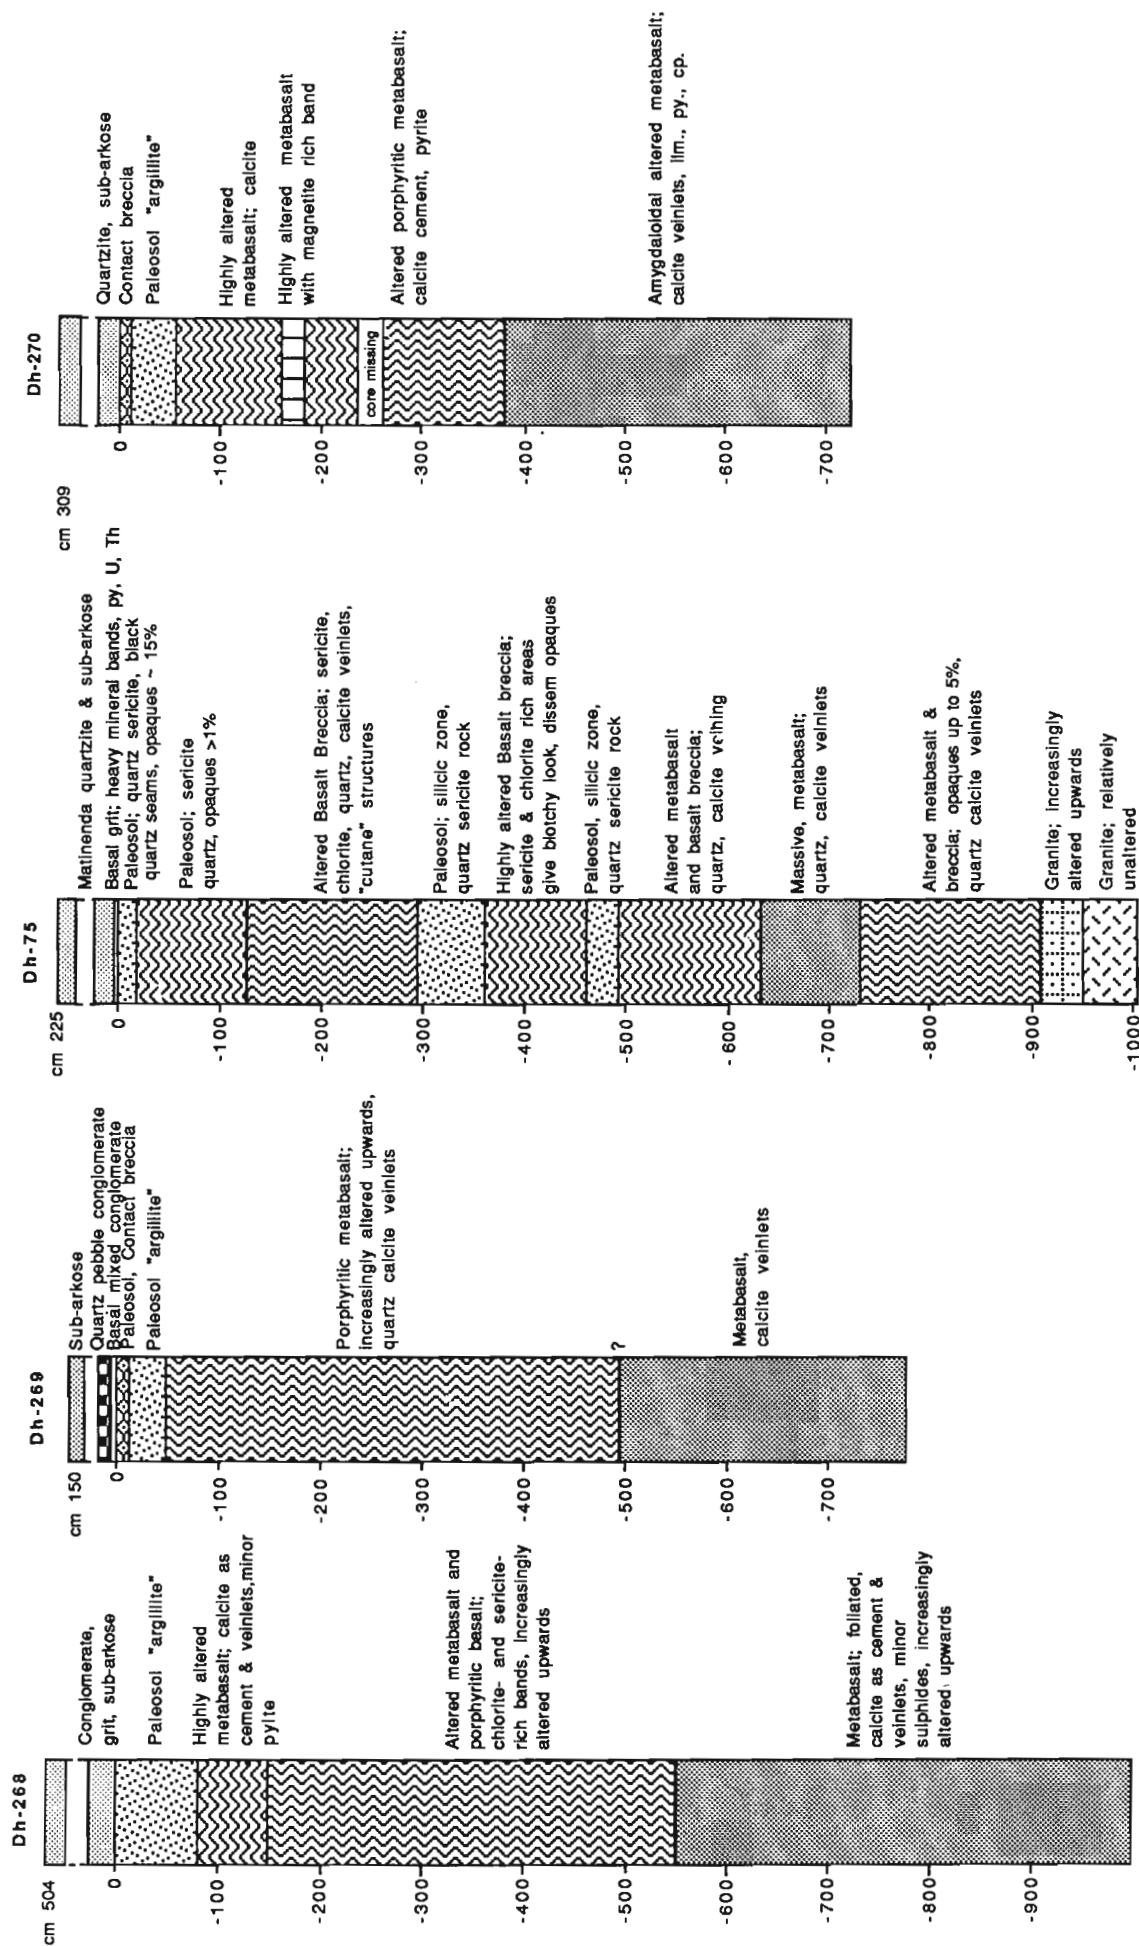 Dh-268
cm 504
0
-100
-200
-300
-400
-500
-600
-700
-800
-900
Conglomerate,
grit, sub-arkose
Paleosol "argillite"
Highly altered
metabasalt; calcite as
cement & veinlets,minor
pyite
Altered metabasalt and
porphyritic basalt;
chlorite- and sericite-
rich bands, Increasingly
altered upwards
Metabasalt; foliated,
calcite as cement &
veinlets, minor
sulphides, increasingly
altered upwards
Dh-269
cm 150
0
-100
-200
-300
-400
-500
-600
-700
Sub-arkose
Quartz pebble conglomerate
Basal mixed conglomerate
Paleosol, Contact breccia
Paleosol "argillite"
Porphyritic metabasalt;
increasingly altered upwards,
quartz calcite veinlets
?
Metabasalt,
calcite veinlets
Dh-75
cm 225
0
-100
-200
-300
-400
-500
-600
-700
-800
-900
-1000
Matinenda quartzite & sub-arkose
Basal grit; heavy mineral bands, py, U, Th
Paleosol; quartz sericite, black
quartz seams, opaques ~ 15%
Paleosol; sericite
quartz, opaques >1%
Altered Basalt Breccia; sericite,
chlorite, quartz, calcite veinlets,
"cutane" structures
Paleosol; silicic zone,
quartz sericite rock
Highly altered Basalt breccia;
sericite & chlorite rich areas
give blotchy look, dissem opaques
Paleosol, silicic zone,
quartz sericite rock
Altered metabasalt
and basalt breccia;
quartz, calcite veining
Massive, metabasalt;
quartz, calcite veinlets
Altered metabasalt &
breccia; opaques up to 5%,
quartz calcite veinlets
Granite; increasingly
altered upwards
Granite; relatively
unaltered
Dh-270
cm 309
0
-100
-200
-300
-400
-500
-600
-700
core missing
Quartzite, sub-arkose
Contact breccia
Paleosol "argillite"
Highly altered
metabasalt; calcite
Highly altered metabasalt
with magnetite rich band
Altered porphyritic metabasalt;
calcite cement, pyrite
Amygdaloidal altered metabasalt;
calcite veinlets, ilm., py., cp.